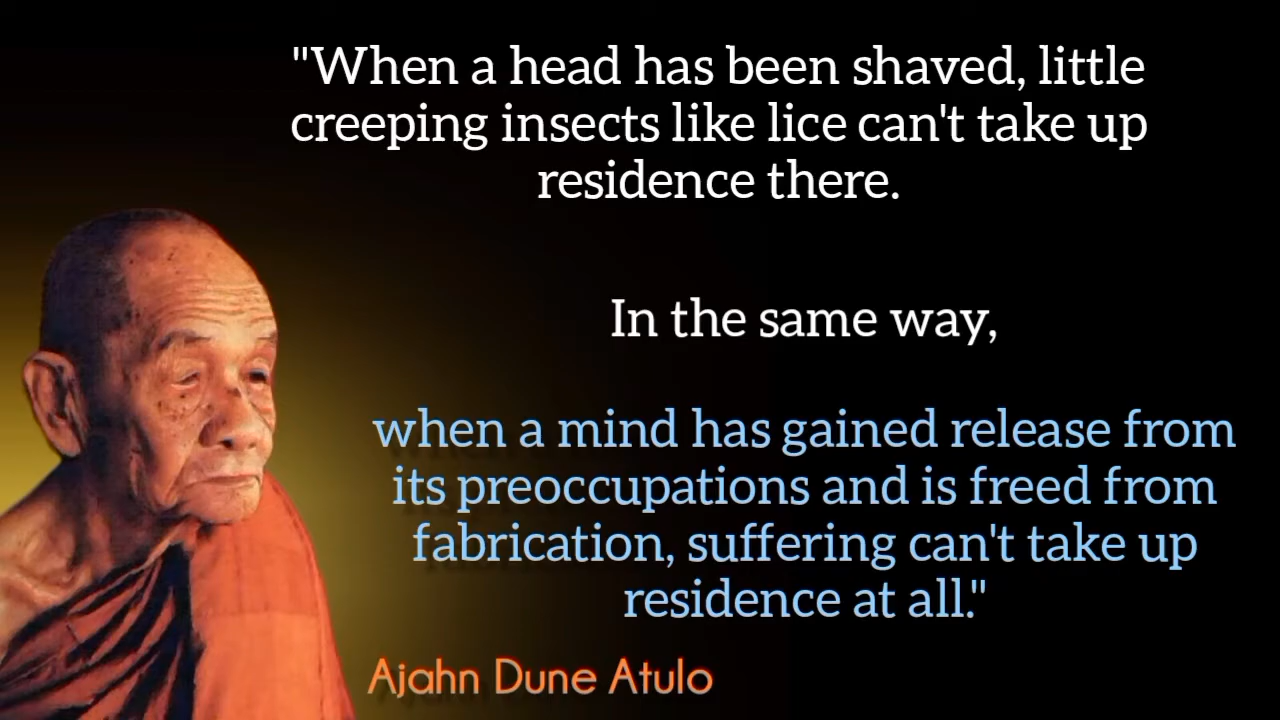 "When a head has been shaved, little
creeping insects like lice can't take up
residence there.
In the same way,
when a mind has gained release from
its preoccupations and is freed from
fabrication, suffering can't take up
residence at all."
Ajahn Dune Atulo